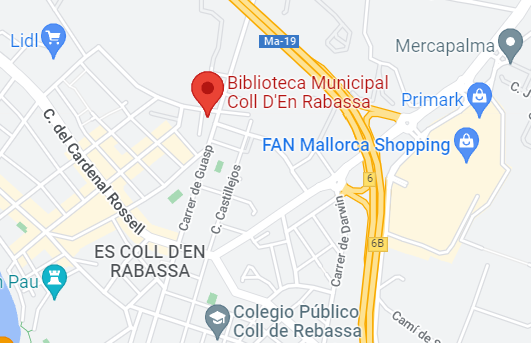 Lidl
Ma-19
Mercapalma
Biblioteca Municipal
Coll D'En Rabassa
Primark
C. J
FAN Mallorca Shopping
C. del Cardenal Rossell
Carrer de Guasp
C. Castillejos
6
Carrer de Darwin
6B
ES COLL D'EN
RABASSA
Pau
Colegio Público
Coll de Rebassa
Camí de S